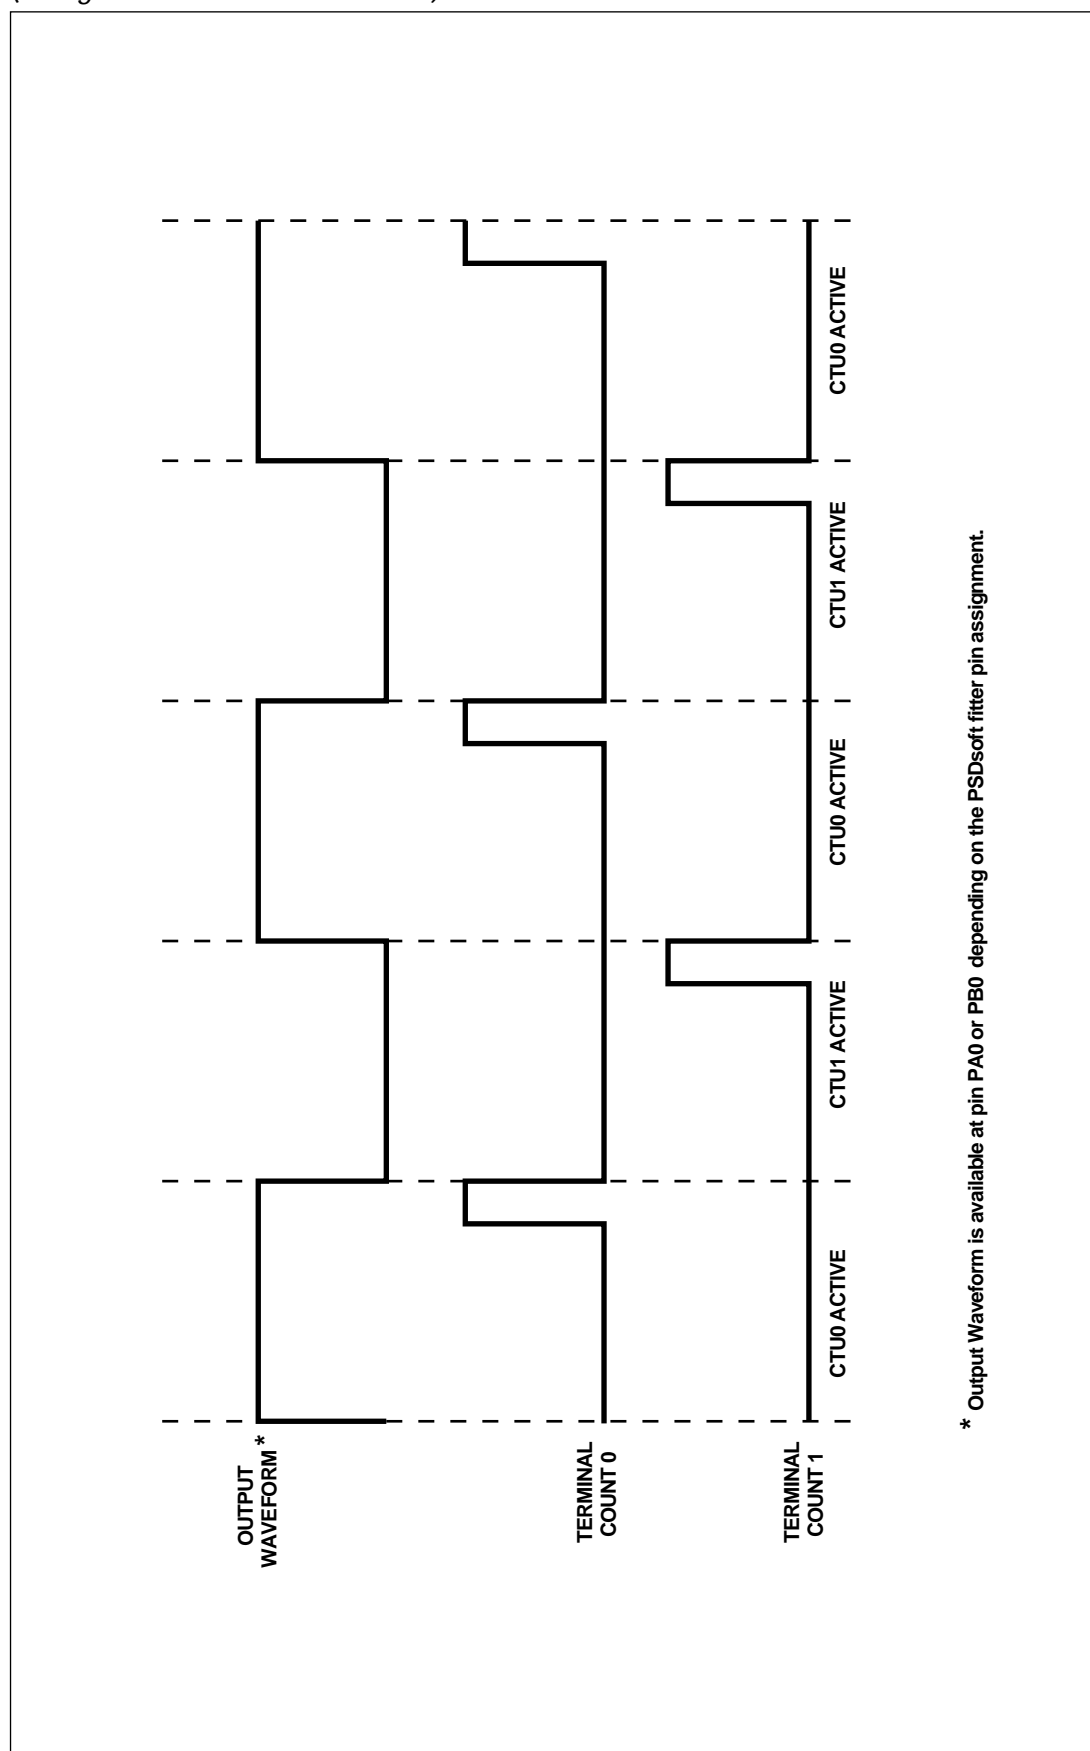 OUTPUT
WAVEFORM *
TERMINAL
COUNT 0
TERMINAL
COUNT 1
CTU0 ACTIVE
CTU1 ACTIVE
CTU0 ACTIVE
CTU1 ACTIVE
CTU0 ACTIVE
* Output Waveform is available at pin PA0 or PB0 depending on the PSDsoft fitter pin assignment.